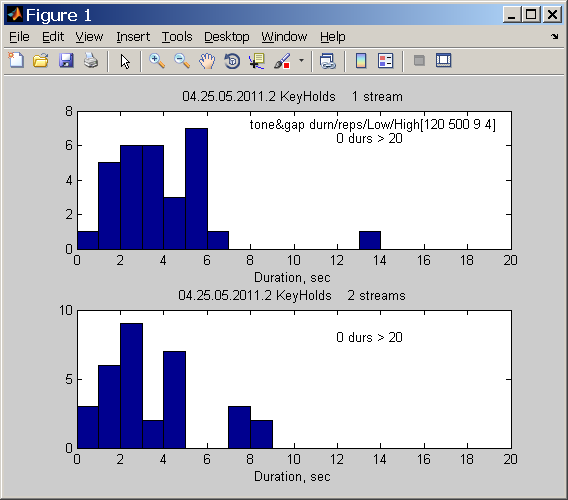 Figure 1
File Edit View Insert Tools Desktop Window Help
04.25.05.2011.2 KeyHolds 1 stream
8
6
4
2
0
tone&gap durn/reps/Low/High[120 500 9 4]
0 durs > 20
0 2 4 6 8 10 12 14 16 18 20
Duration, sec
04.25.05.2011.2 KeyHolds 2 streams
10
5
0
0 durs > 20
0 2 4 6 8 10 12 14 16 18 20
Duration, sec